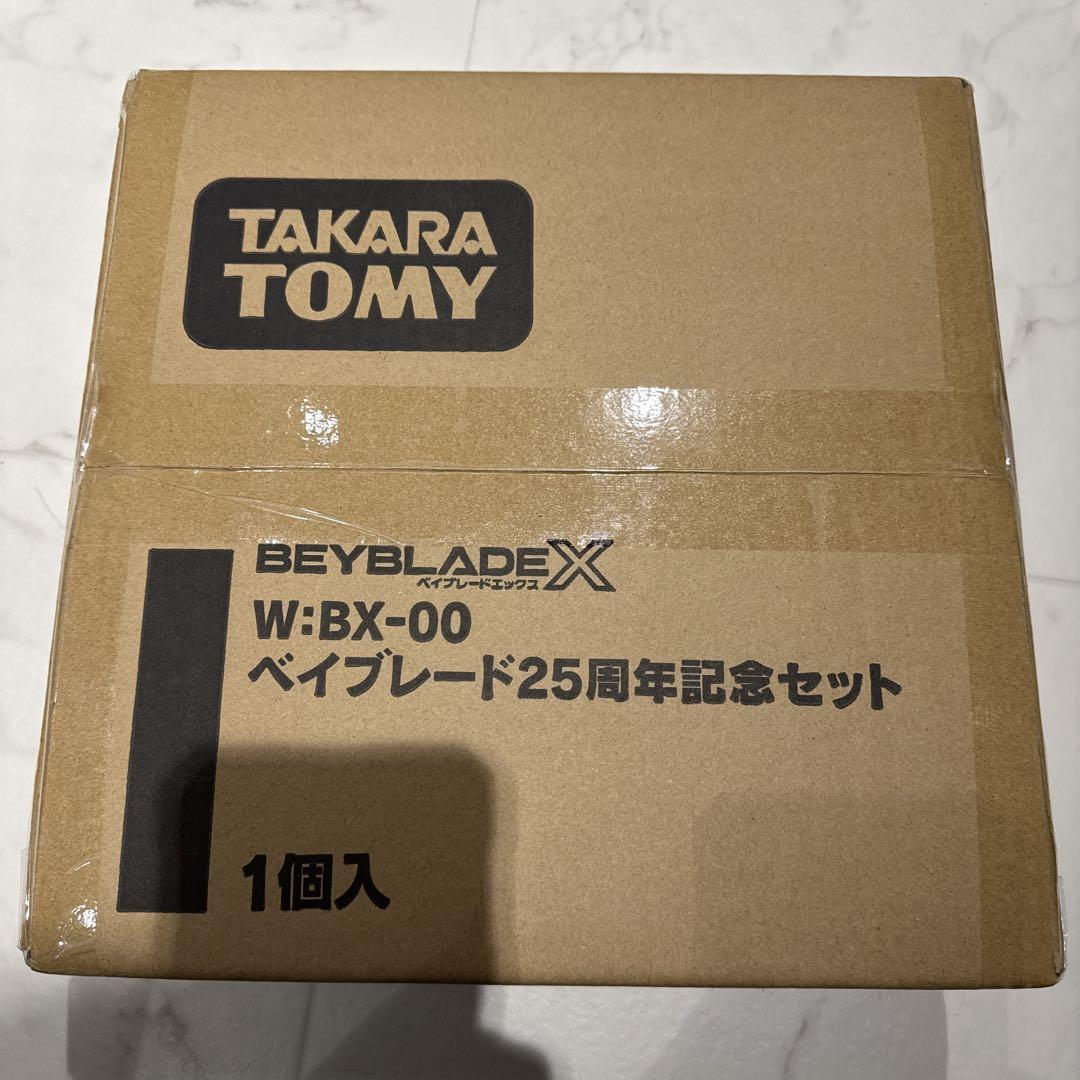 TAKARA
TOMY
BEYBLADE X
ベイブレードエックス
W:BX-00
ベイブレード25周年記念セット
1個入